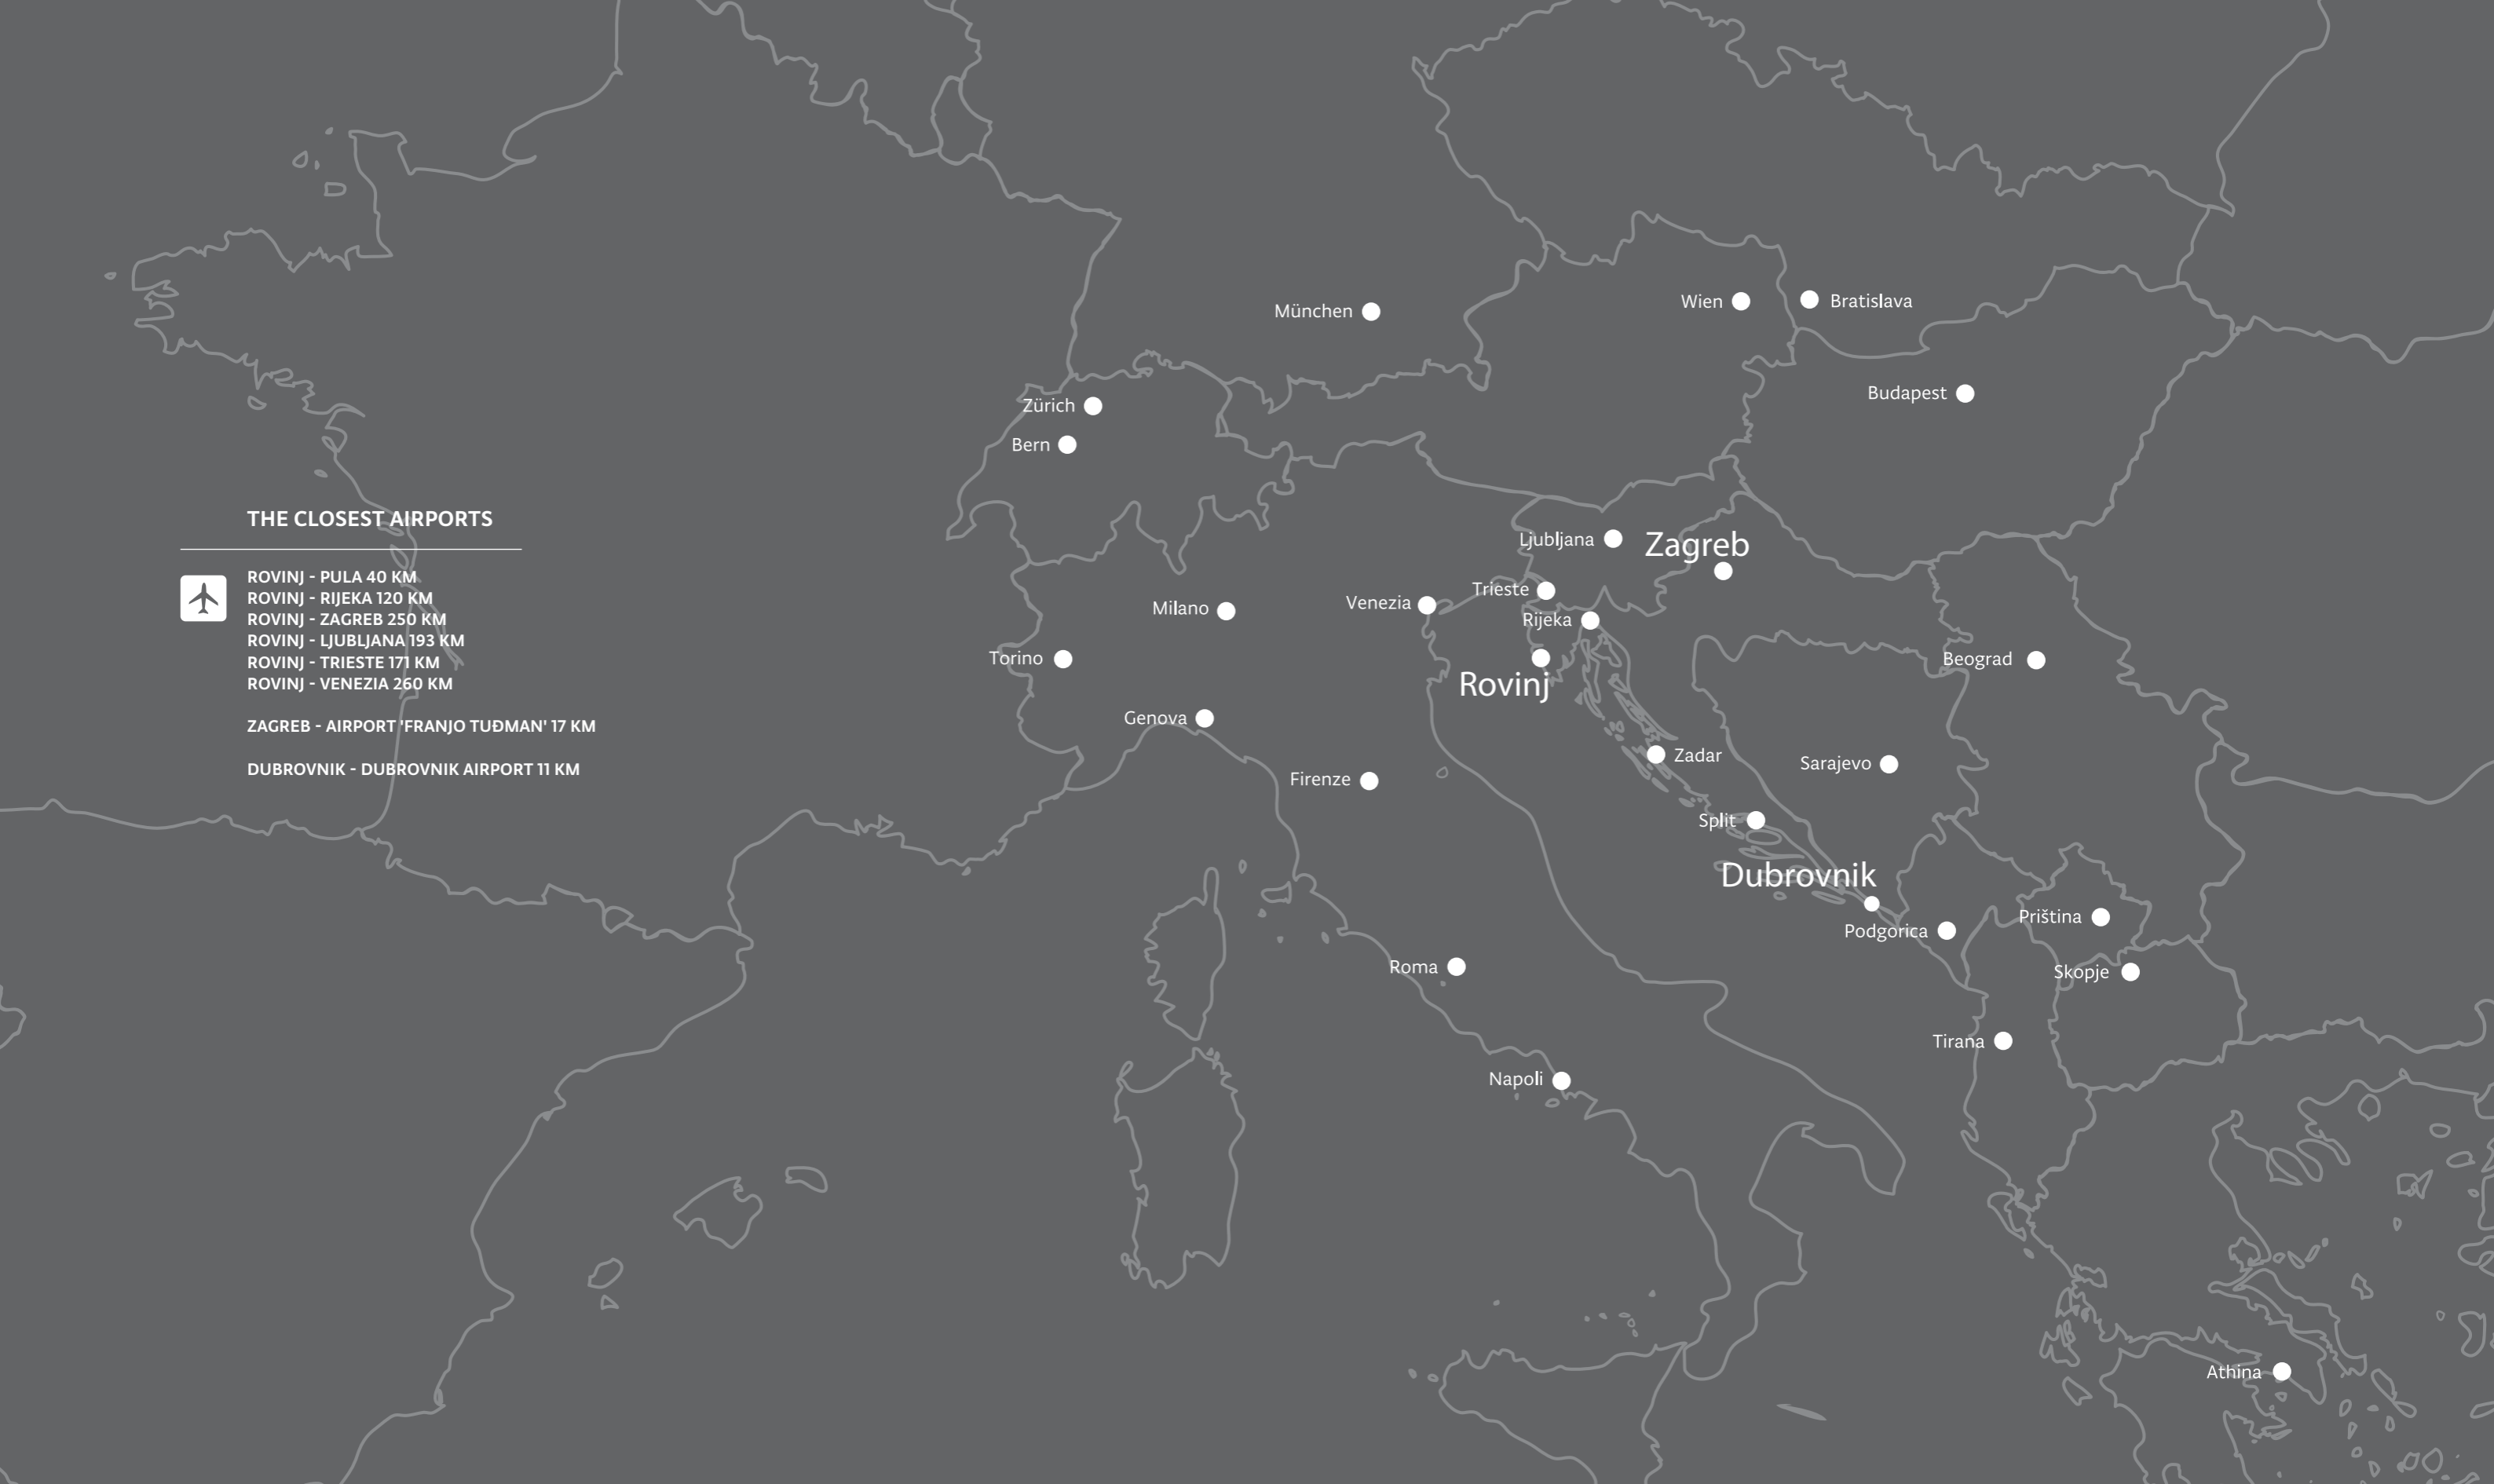 München
Wien
Bratislava
Budapest
Zürich
Bern
THE CLOSEST AIRPORTS
ROVINJ - PULA 40 KM
ROVINJ - RIJEKA 120 KM
ROVINJ - ZAGREB 250 KM
ROVINJ - LJUBLJANA 193 KM
ROVINJ - TRIESTE 171 KM
ROVINJ - VENEZIA 260 KM
ZAGREB - AIRPORT 'FRANJO TUĐMAN' 17 KM
DUBROVNIK - DUBROVNIK AIRPORT 11 KM
Ljubljana
Zagreb
Trieste
Venezia
Milano
Rijeka
Torino
Beograd
Rovinj
Genova
Zadar
Sarajevo
Firenze
Split
Dubrovnik
Priština
Podgorica
Roma
Skopje
Tirana
Napoli
Athina